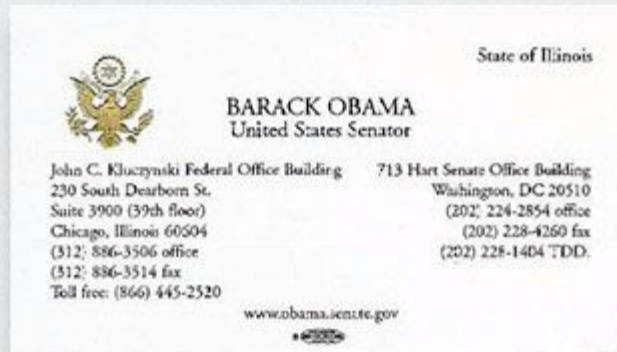 State of Illinois
BARACK OBAMA
United States Senator
John C. Kluczynski Federal Office Building
230 South Dearborn St.
Suite 3900 (39th floor)
Chicago, Illinois 60604
(312) 886-3506 office
(312) 886-3514 fax
Toll free: (866) 445-2520
713 Hart Senate Office Building
Washington, DC 20510
(202) 224-2854 office
(202) 228-4260 fax
(202) 228-1404 TDD.
www.obama.senate.gov